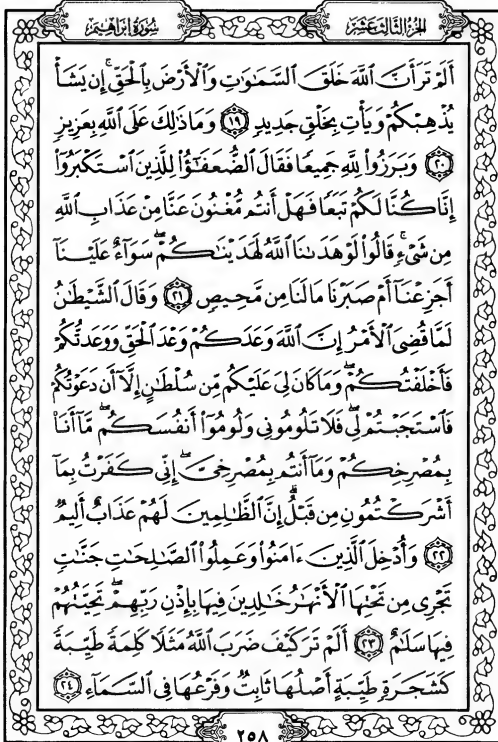 الجزء الثالث عشر
سورة ابراهيم
أَلَمْ تَرَ أَنَّ ٱللَّهَ خَلَقَ ٱلسَّمَٰوَٰتِ وَٱلْأَرْضَ بِٱلْحَقِّ ۚ إِن يَشَأْ
يُذْهِبْكُمْ وَيَأْتِ بِخَلْقٍ جَدِيدٍ ١٩ وَمَا ذَٰلِكَ عَلَى ٱللَّهِ بِعَزِيزٍ
٢٠ وَبَرَزُوا۟ لِلَّهِ جَمِيعًا فَقَالَ ٱلضُّعَفَٰٓؤُا۟ لِلَّذِينَ ٱسْتَكْبَرُوٓا۟
إِنَّا كُنَّا لَكُمْ تَبَعًا فَهَلْ أَنتُم مُّغْنُونَ عَنَّا مِنْ عَذَابِ ٱللَّهِ
مِن شَىْءٍ ۚ قَالُوا۟ لَوْ هَدَىٰنَا ٱللَّهُ لَهَدَيْنَٰكُمْ ۖ سَوَآءٌ عَلَيْنَآ
أَجَزِعْنَآ أَمْ صَبَرْنَا مَا لَنَا مِن مَّحِيصٍ ٢١ وَقَالَ ٱلشَّيْطَٰنُ
لَمَّا قُضِىَ ٱلْأَمْرُ إِنَّ ٱللَّهَ وَعَدَكُمْ وَعْدَ ٱلْحَقِّ وَوَعَدتُّكُمْ
فَأَخْلَفْتُكُمْ ۖ وَمَا كَانَ لِىَ عَلَيْكُم مِّن سُلْطَٰنٍ إِلَّآ أَن دَعَوْتُكُمْ
فَٱسْتَجَبْتُمْ لِى ۖ فَلَا تَلُومُونِى وَلُومُوٓا۟ أَنفُسَكُم ۖ مَّآ أَنَا۠
بِمُصْرِخِكُمْ وَمَآ أَنتُم بِمُصْرِخِىَّ ۖ إِنِّى كَفَرْتُ بِمَآ
أَشْرَكْتُمُونِ مِن قَبْلُ ۗ إِنَّ ٱلظَّٰلِمِينَ لَهُمْ عَذَابٌ أَلِيمٌ
٢٢ وَأُدْخِلَ ٱلَّذِينَ ءَامَنُوا۟ وَعَمِلُوا۟ ٱلصَّٰلِحَٰتِ جَنَّٰتٍ
تَجْرِى مِن تَحْتِهَا ٱلْأَنْهَٰرُ خَٰلِدِينَ فِيهَا بِإِذْنِ رَبِّهِمْ ۖ تَحِيَّتُهُمْ
فِيهَا سَلَٰمٌ ٢٣ أَلَمْ تَرَ كَيْفَ ضَرَبَ ٱللَّهُ مَثَلًا كَلِمَةً طَيِّبَةً
كَشَجَرَةٍ طَيِّبَةٍ أَصْلُهَا ثَابِتٌ وَفَرْعُهَا فِى ٱلسَّمَآءِ ٢٤
٢٥٨